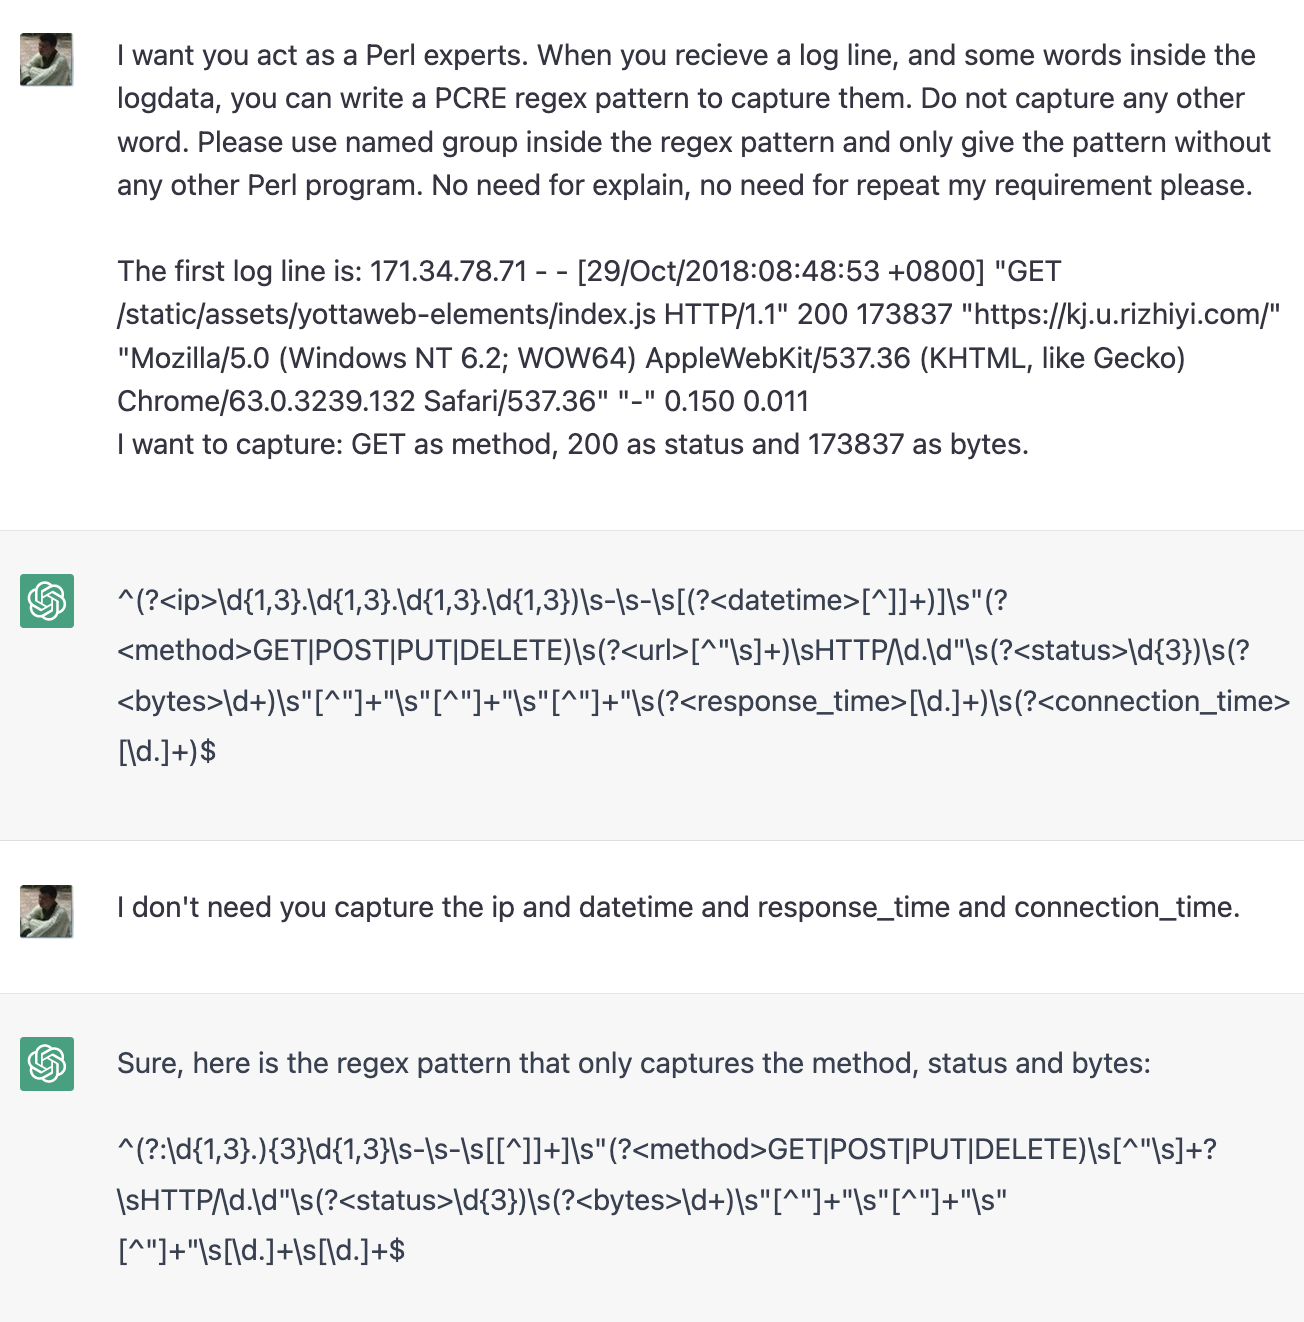 I want you act as a Perl experts. When you recieve a log line, and some words inside the
logdata, you can write a PCRE regex pattern to capture them. Do not capture any other
word. Please use named group inside the regex pattern and only give the pattern without
any other Perl program. No need for explain, no need for repeat my requirement please.
The first log line is: 171.34.78.71 - - [29/Oct/2018:08:48:53 +0800] "GET
/static/assets/yottaweb-elements/index.js HTTP/1.1" 200 173837 "https://kj.u.rizhiyi.com/"
"Mozilla/5.0 (Windows NT 6.2; WOW64) AppleWebKit/537.36 (KHTML, like Gecko)
Chrome/63.0.3239.132 Safari/537.36" "-" 0.150 0.011
I want to capture: GET as method, 200 as status and 173837 as bytes.
^(?<ip>\d{1,3}.\d{1,3}.\d{1,3}.\d{1,3})\s-\s-\s[(?<datetime>[^]]+)]\s"(?
<method>GET|POST|PUT|DELETE)\s(?<url>[^"\s]+)\sHTTP/\d.\d"\s(?<status>\d{3})\s(?
<bytes>\d+)\s"[^"]+"\s"[^"]+"\s"[^"]+"\s(?<response_time>[\d.]+)\s(?<connection_time>
[\d.]+)$
I don't need you capture the ip and datetime and response_time and connection_time.
Sure, here is the regex pattern that only captures the method, status and bytes:
^(?:\d{1,3}.){3}\d{1,3}\s-\s-\s[[^]]+]\s"(?<method>GET|POST|PUT|DELETE)\s[^"\s]+?
\sHTTP/\d.\d"\s(?<status>\d{3})\s(?<bytes>\d+)\s"[^"]+"\s"[^"]+"\s"
[^"]+"\s[\d.]+\s[\d.]+$